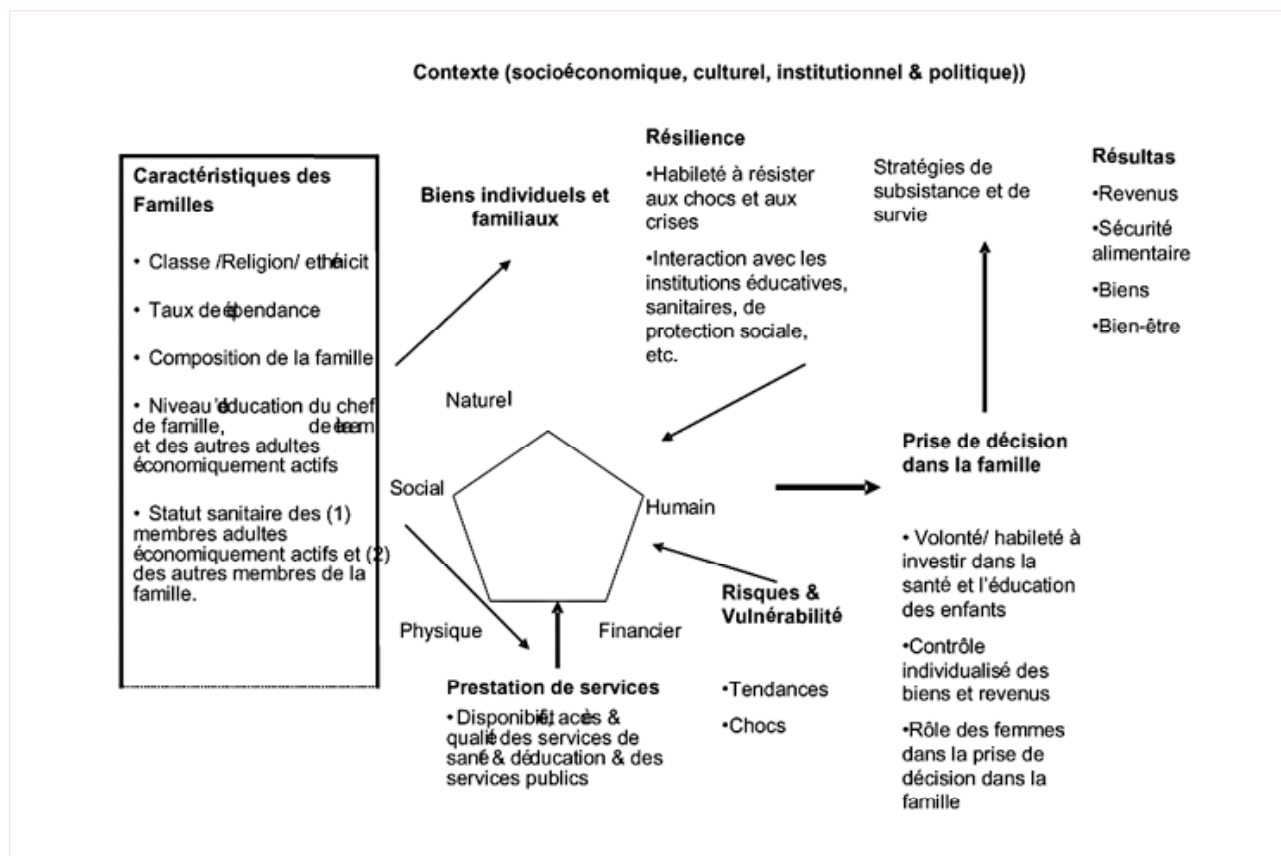 Contexte (socioéconomique, culturel, institutionnel & politique))
Caractéristiques des
Familles
• Classe /Religion/
• Taux
• Composition de la famille
• Niveau du chef
de famille,
et des autres adultes
économiquement actifs
• Statut sanitaire des (1)
membres adultes
économiquement actifs et (2)
des autres membres de la
famille.
Biens individuels et
familiaux
Résilience
•Habileté à résister
aux chocs et aux
crises
•Interaction avec les
institutions éducatives,
sanitaires, de
protection sociale,
etc.
Stratégies de
subsistance et de
survie
Résultas
•Revenus
•Sécurité
alimentaire
•Biens
•Bien-être
Naturel
Social
Humain
Physique
Financier
Prestation de services
• &
des services de
& & des
services publics
Risques &
Vulnérabilité
•Tendances
•Chocs
Prise de décision
dans la famille
• Volonté/ habileté à
investir dans la
santé et l'éducation
des enfants
•Contrôle
individualisé des
biens et revenus
•Rôle des femmes
dans la prise de
décision dans la
famille